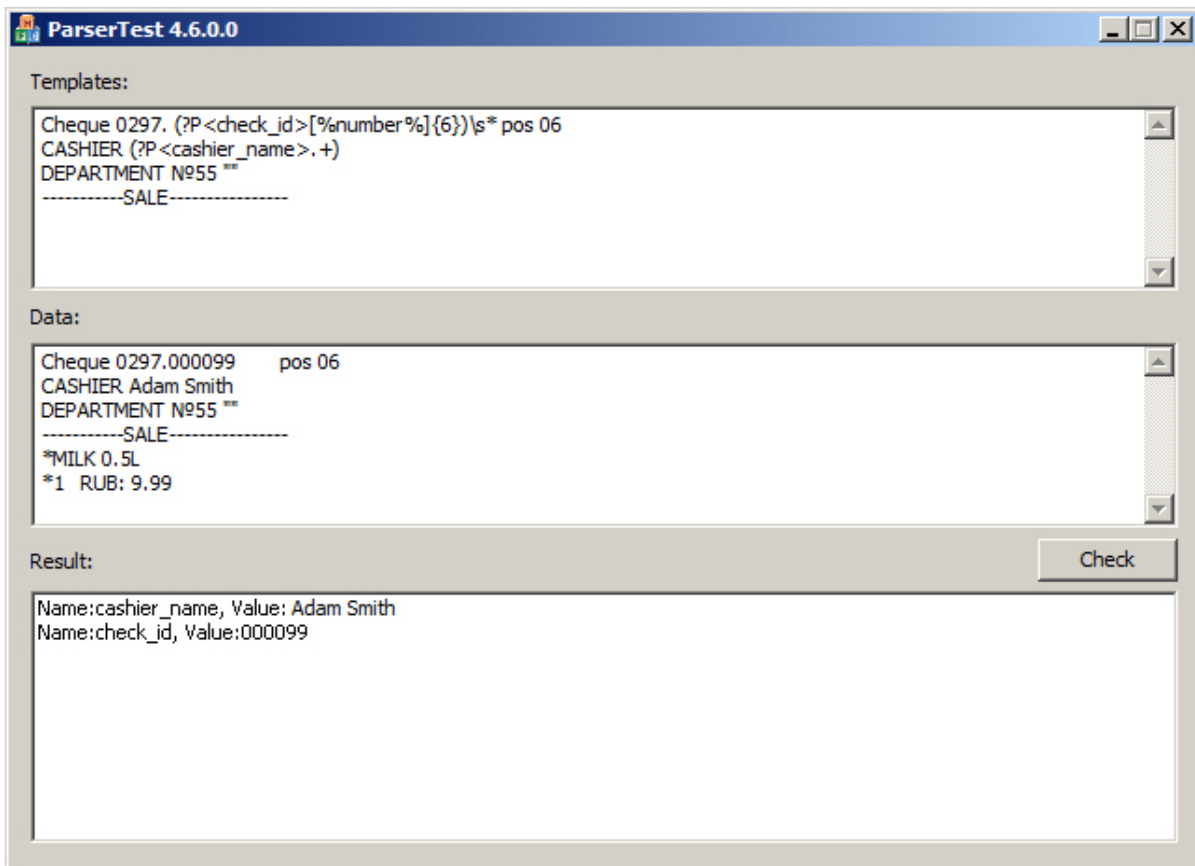 ParserTest 4.6.0.0
Templates:
Cheque 0297. (?P<check_id>[%number%]{6})\s* pos 06
CASHIER (?P<cashier_name>.+)
DEPARTMENT №55 ""
-----------SALE----------------
Data:
Cheque 0297.000099 pos 06
CASHIER Adam Smith
DEPARTMENT №55 ""
-----------SALE----------------
*MILK 0.5L
*1 RUB: 9.99
Result:
Check
Name:cashier_name, Value: Adam Smith
Name:check_id, Value:000099